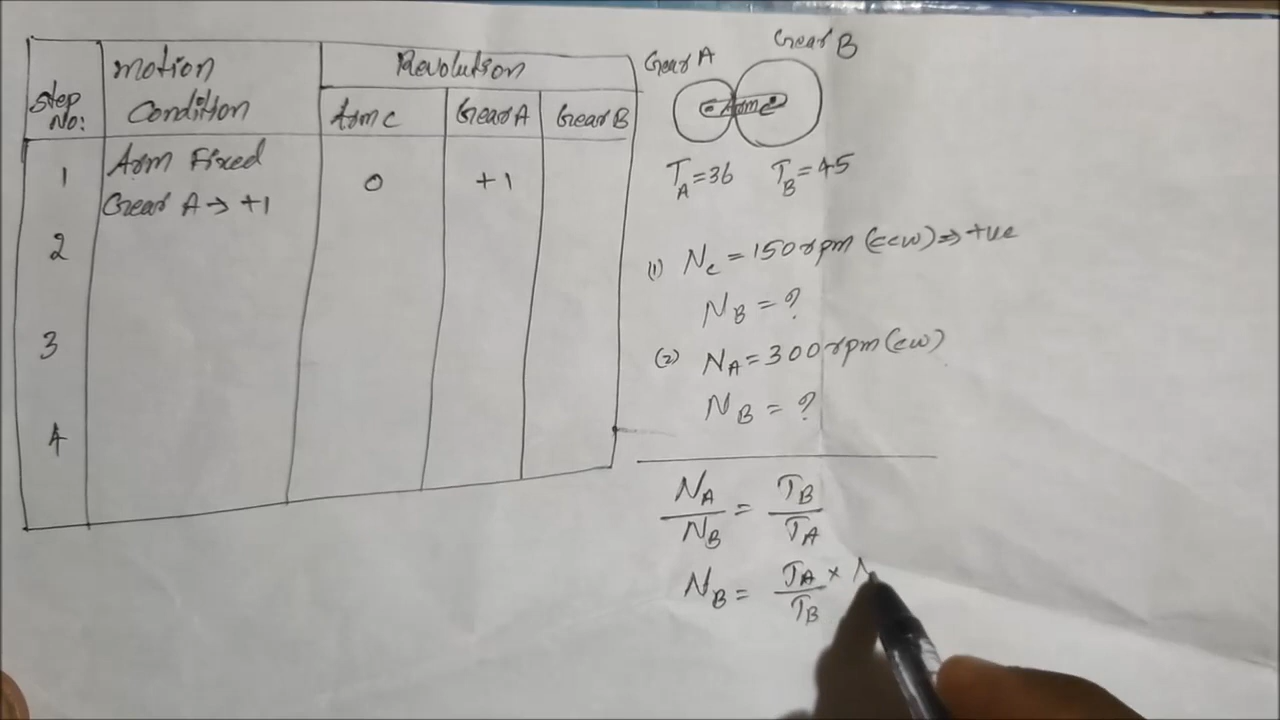 Step No:
motion Condition
Revolution
Arm C
Gear A
Gear B
1
Arm Fixed
Gear A → +1
0
+1
2
3
4
Gear A
Gear B
Arm C
T_A = 36 T_B = 45
(1) N_C = 150 rpm (ccw) ⇒ +ve
N_B = ?
(2) N_A = 300 rpm (cw)
N_B = ?
N_A / N_B = T_B / T_A
N_B = T_A / T_B ×